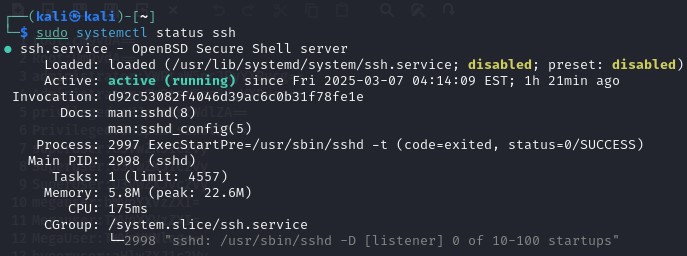 ┌──(kali㉿kali)-[~]
└─$ sudo systemctl status ssh
● ssh.service - OpenBSD Secure Shell server
Loaded: loaded (/usr/lib/systemd/system/ssh.service; disabled; preset: disabled)
Active: active (running) since Fri 2025-03-07 04:14:09 EST; 1h 21min ago
Invocation: d92c53082f4046d39ac6c0b31f78fe1e
Docs: man:sshd(8)
man:sshd_config(5)
Process: 2997 ExecStartPre=/usr/sbin/sshd -t (code=exited, status=0/SUCCESS)
Main PID: 2998 (sshd)
Tasks: 1 (limit: 4557)
Memory: 5.8M (peak: 22.6M)
CPU: 175ms
CGroup: /system.slice/ssh.service
└─2998 "sshd: /usr/sbin/sshd -D [listener] 0 of 10-100 startups"